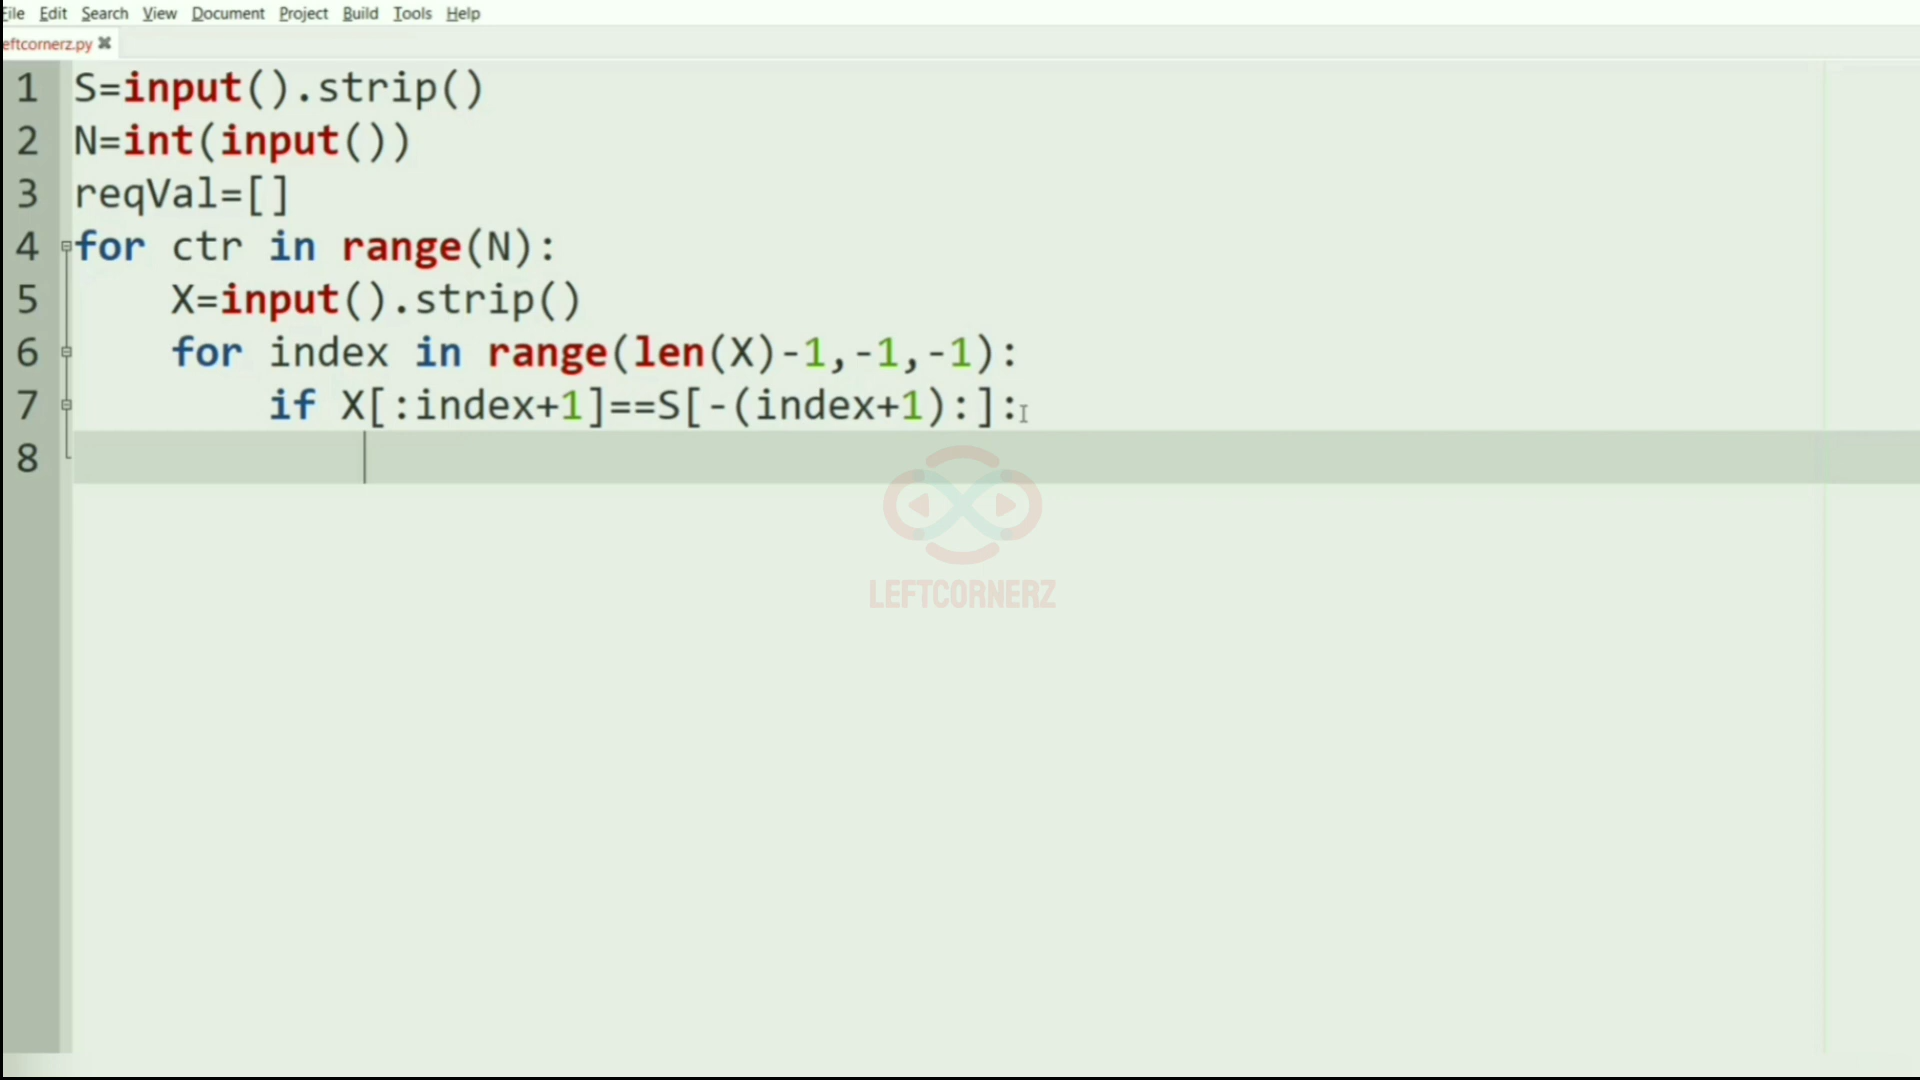 File Edit Search View Document Project Build Tools Help
eftcornerz.py
1 S=input().strip()
2 N=int(input())
3 reqVal=[]
4 for ctr in range(N):
5     X=input().strip()
6     for index in range(len(X)-1,-1,-1):
7         if X[:index+1]==S[-(index+1):]:
8
LEFTCORNERZ